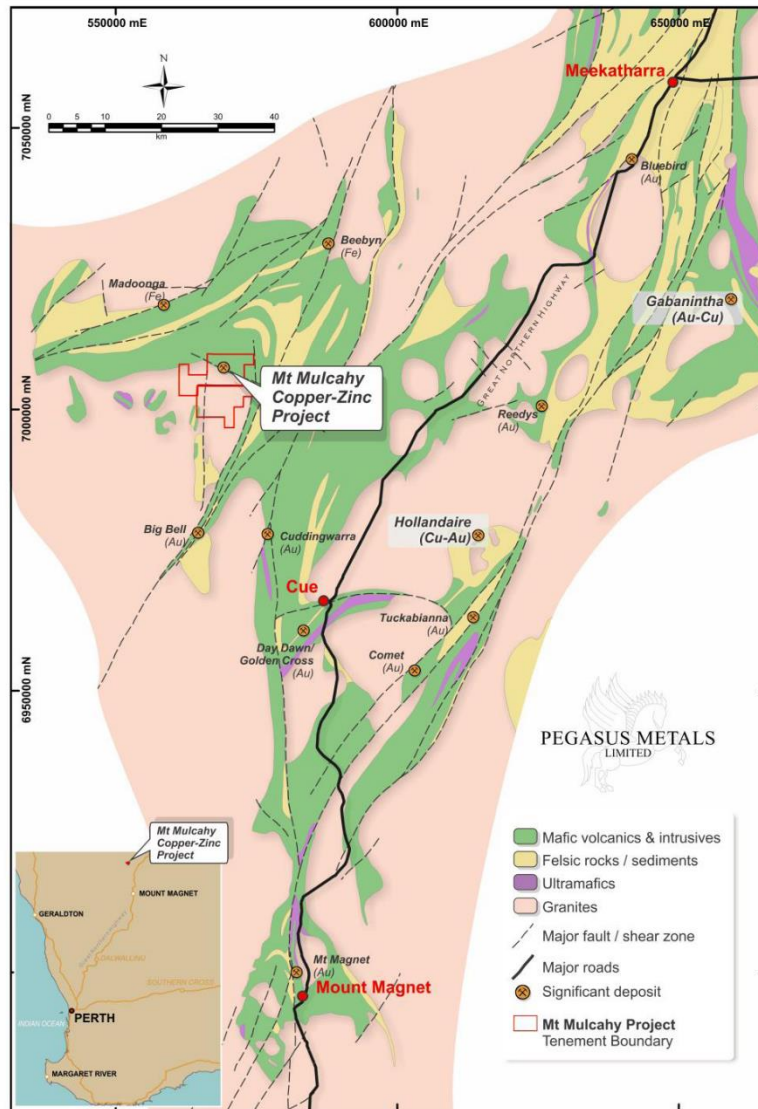 550000 mE
600000 mE
650000 mE
N
0 5 10 20 30 40
km
7050000 mN
7000000 mN
6950000 mN
Meekatharra
Bluebird
(Au)
Beebyn
(Fe)
Madoonga
(Fe)
Gabanintha
(Au-Cu)
GREAT NORTHERN HIGHWAY
Mt Mulcahy
Copper-Zinc
Project
Reedys
(Au)
Big Bell
(Au)
Cuddingwarra
(Au)
Hollandaire
(Cu-Au)
Cue
Tuckabianna
(Au)
Day Dawn/
Golden Cross
(Au)
Comet
(Au)
PEGASUS METALS
LIMITED
Mafic volcanics & intrusives
Felsic rocks / sediments
Ultramafics
Granites
Major fault / shear zone
Major roads
Significant deposit
Mt Mulcahy Project
Tenement Boundary
Mt Magnet
(Au)
Mount Magnet
Mt Mulcahy
Copper-Zinc
Project
MOUNT MAGNET
GERALDTON
Great Northern Highway
DALWALLINU
SOUTHERN CROSS
PERTH
INDIAN OCEAN
MARGARET RIVER